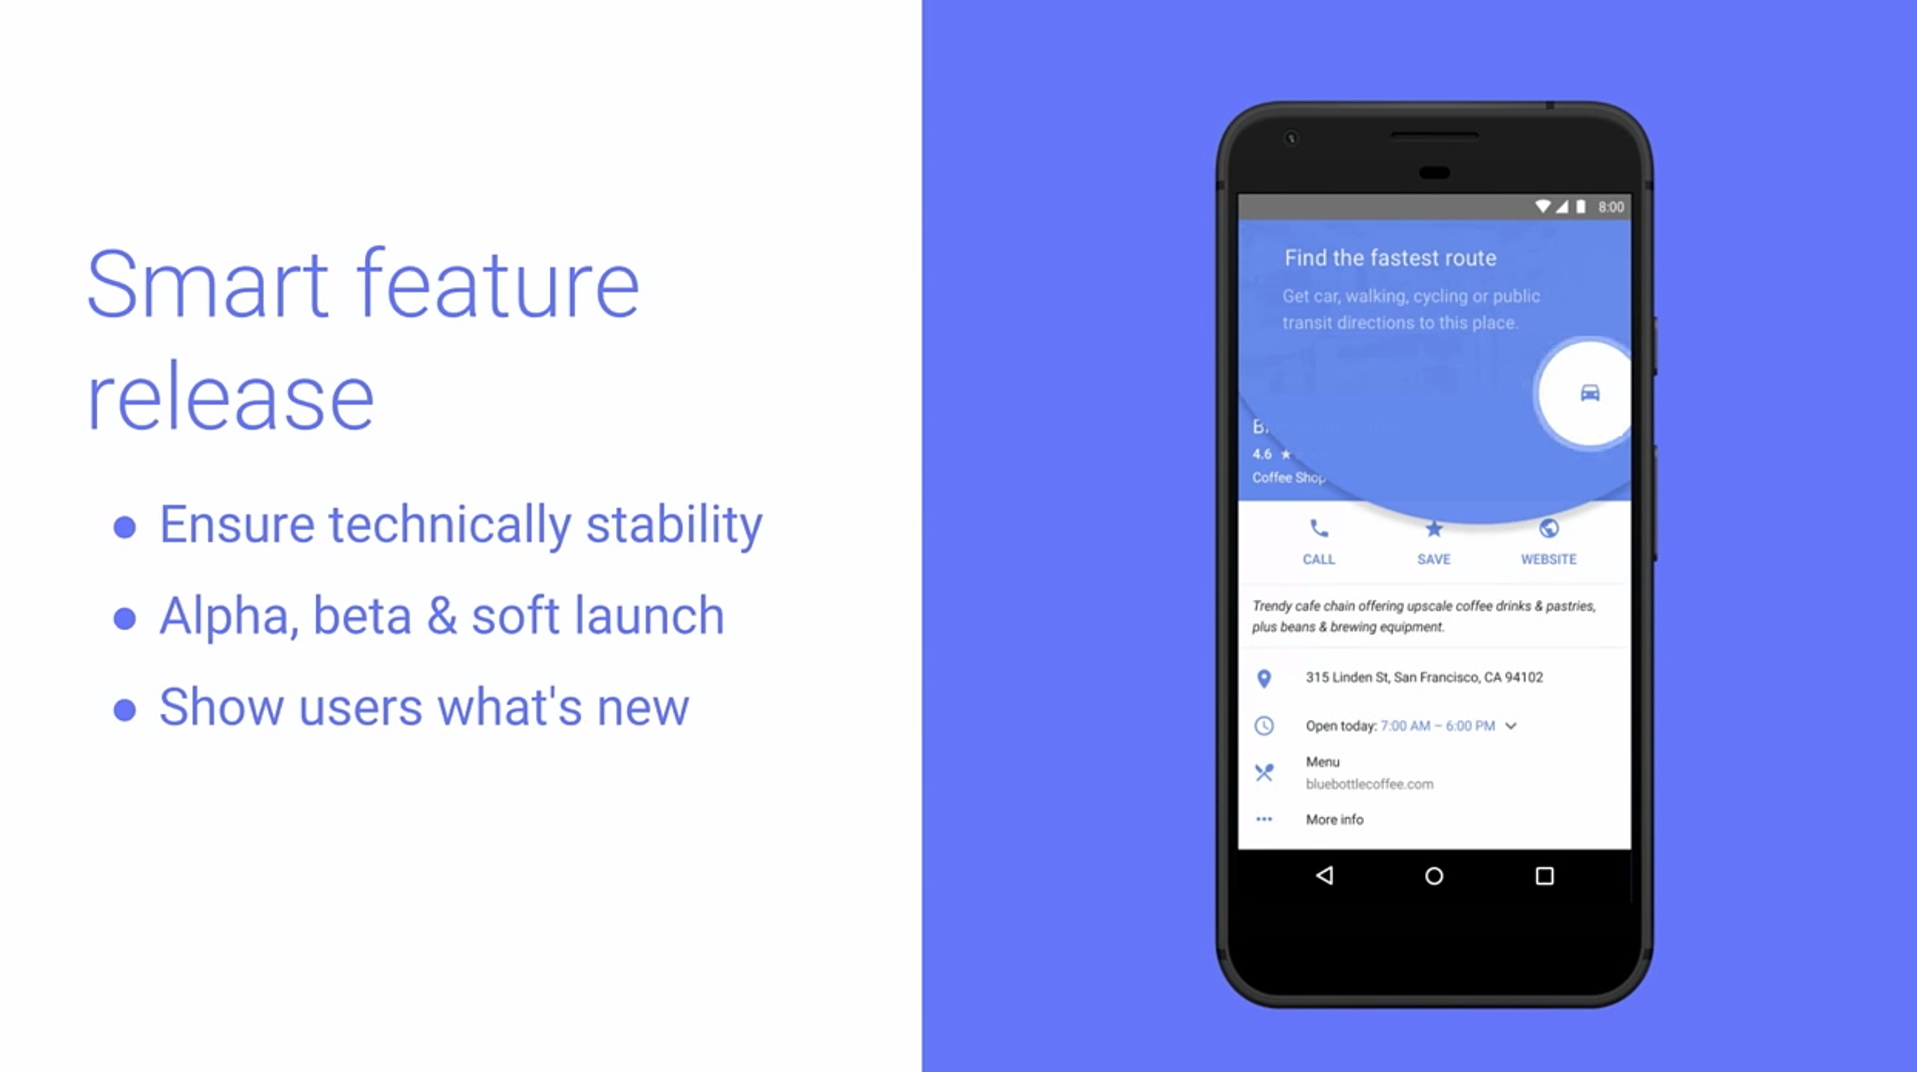 Smart feature
release
Ensure technically stability
Alpha, beta & soft launch
Show users what's new
8:00
Find the fastest route
Get car, walking, cycling or public
transit directions to this place.
4.6
Coffee Shop
CALL SAVE WEBSITE
Trendy cafe chain offering upscale coffee drinks & pastries,
plus beans & brewing equipment.
315 Linden St, San Francisco, CA 94102
Open today: 7:00 AM – 6:00 PM
Menu
bluebottlecoffee.com
More info